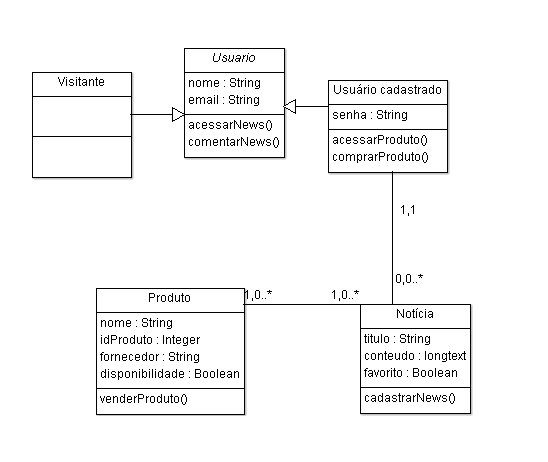 Visitante
Usuario
nome : String
email : String
acessarNews()
comentarNews()
Usuário cadastrado
senha : String
acessarProduto()
comprarProduto()
1,1
0,0..*
1,0..*
1,0..*
Produto
nome : String
idProduto : Integer
fornecedor : String
disponibilidade : Boolean
venderProduto()
Notícia
titulo : String
conteudo : longtext
favorito : Boolean
cadastrarNews()